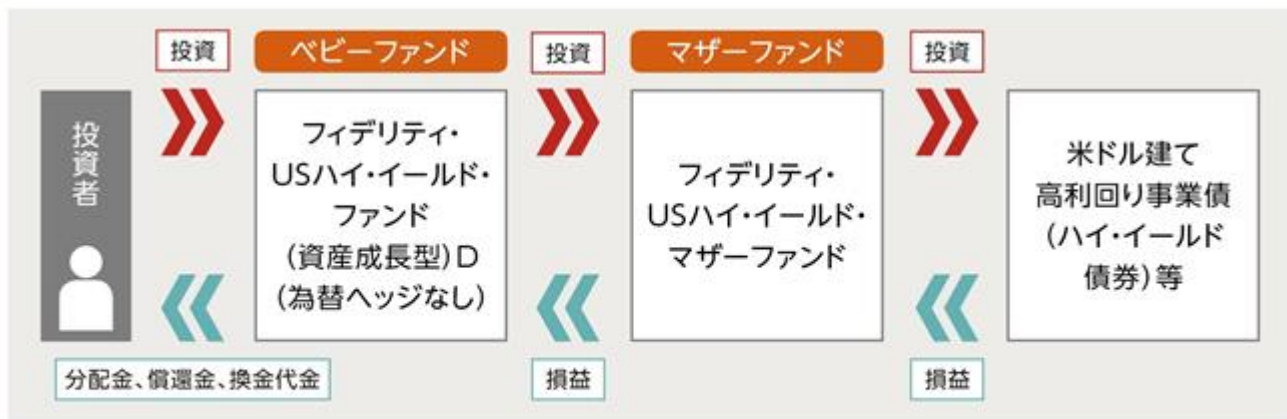 投資
ベビーファンド
投資
マザーファンド
投資
投資者
フィデリティ・
USハイ・イールド・
ファンド
(資産成長型)D
(為替ヘッジなし)
フィデリティ・
USハイ・イールド・
マザーファンド
米ドル建て
高利回り事業債
(ハイ・イールド
債券)等
分配金、償還金、換金代金
損益
損益